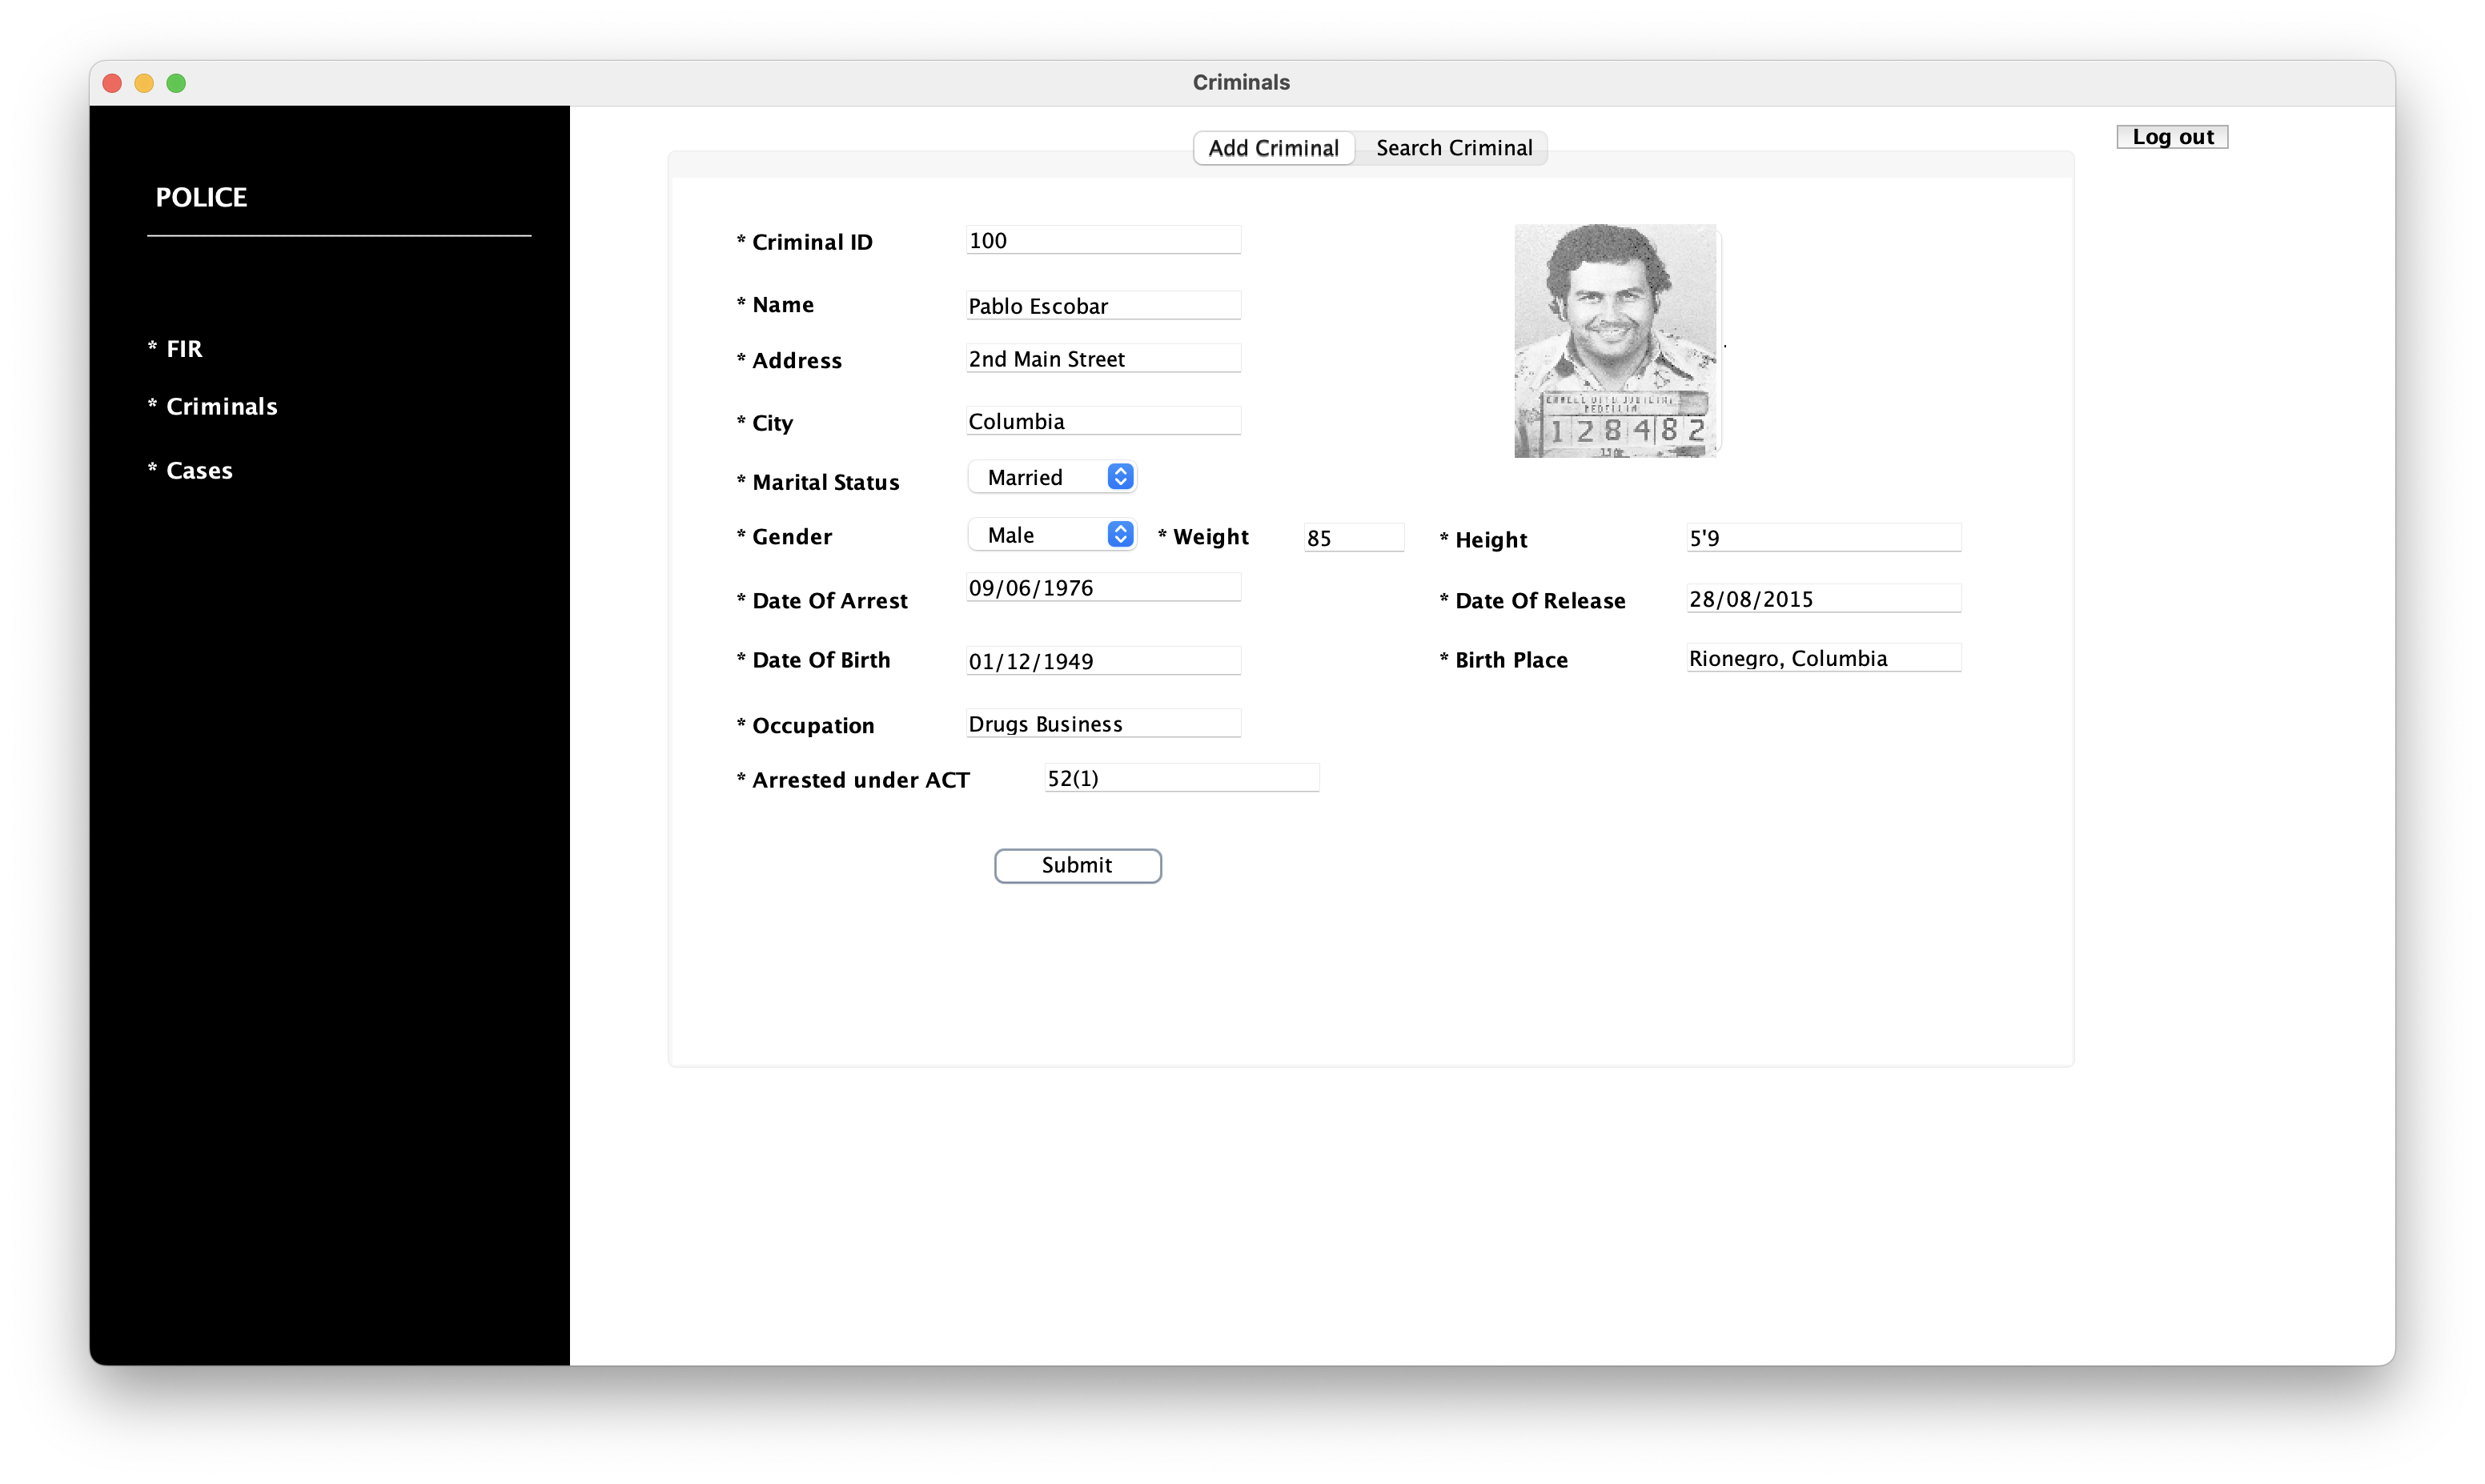 Criminals
Add Criminal Search Criminal
Log out
POLICE
* FIR
* Criminals
* Cases
* Criminal ID 100
* Name Pablo Escobar
* Address 2nd Main Street
* City Columbia
* Marital Status Married
* Gender Male * Weight 85 * Height 5'9
* Date Of Arrest 09/06/1976 * Date Of Release 28/08/2015
* Date Of Birth 01/12/1949 * Birth Place Rionegro, Columbia
* Occupation Drugs Business
* Arrested under ACT 52(1)
Submit
MEDELLIN
128482